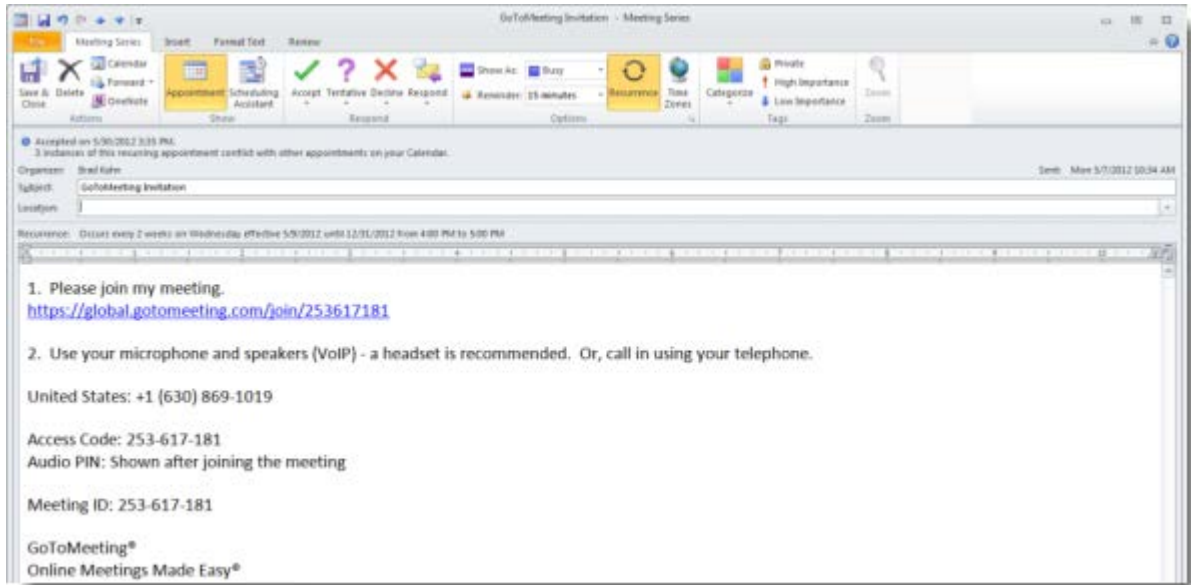 GoToMeeting Invitation - Meeting Series
File Meeting Series Insert Format Text Review
Calendar Private
Forward Show As: Busy High Importance
Save & Close Delete OneNote Appointment Scheduling Assistant Accept Tentative Decline Respond Reminder: 15 minutes Recurrence Time Zones Categorize Low Importance Zoom
Actions Show Respond Options Tags Zoom
Accepted on 5/30/2012 3:35 PM.
3 instances of this recurring appointment conflict with other appointments on your Calendar.
Organizer: Brad Sent: Mon 5/7/2012 10:34 AM
Subject: GoToMeeting Invitation
Location:
Recurrence: Occurs every 2 weeks on Wednesday effective 5/9/2012 until 12/31/2012 from 4:00 PM to 5:00 PM
1. Please join my meeting.
https://global.gotomeeting.com/join/253617181
2. Use your microphone and speakers (VoIP) - a headset is recommended. Or, call in using your telephone.
United States: +1 (630) 869-1019
Access Code: 253-617-181
Audio PIN: Shown after joining the meeting
Meeting ID: 253-617-181
GoToMeeting®
Online Meetings Made Easy®